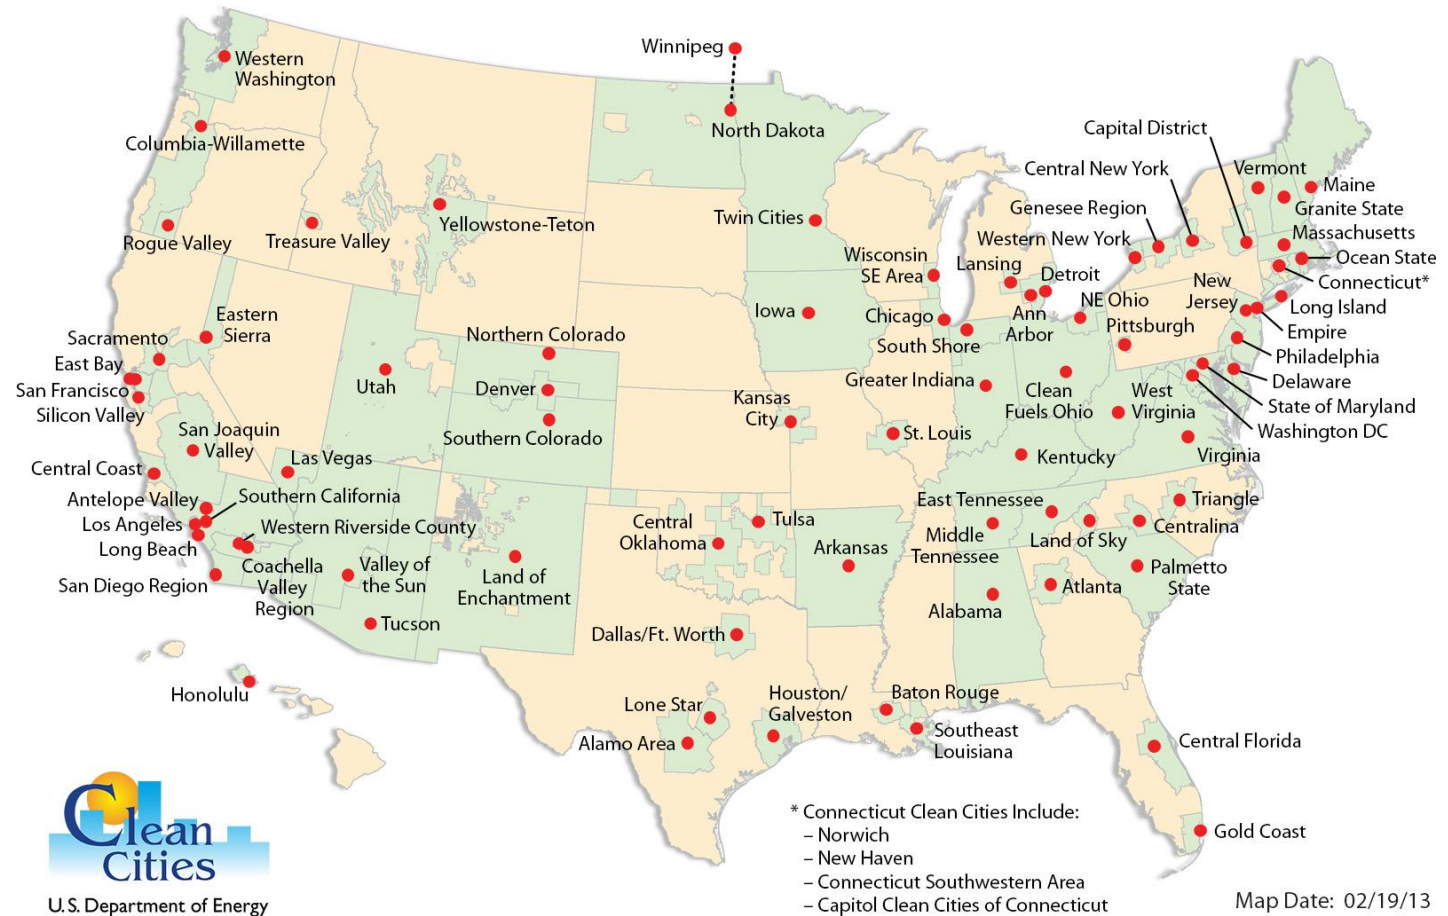 Winnipeg
Western
Washington
North Dakota
Capital District
Columbia-Willamette
Central New York
Vermont
Maine
Genesee Region
Granite State
Twin Cities
Yellowstone-Teton
Rogue Valley
Treasure Valley
Western New York
Massachusetts
Wisconsin
SE Area
Lansing
Detroit
Ocean State
Connecticut*
New
Jersey
Long Island
Eastern
Sierra
Iowa
Chicago
Ann
Arbor
NE Ohio
Pittsburgh
Empire
Sacramento
Northern Colorado
South Shore
Philadelphia
East Bay
Utah
Denver
Greater Indiana
Clean
Fuels Ohio
West
Virginia
Delaware
San Francisco
Silicon Valley
Kansas
City
State of Maryland
San Joaquin
Valley
Southern Colorado
St. Louis
Washington DC
Las Vegas
Kentucky
Virginia
Central Coast
Antelope Valley
Southern California
East Tennessee
Triangle
Los Angeles
Western Riverside County
Central
Oklahoma
Tulsa
Middle
Tennessee
Land of Sky
Centralina
Long Beach
Arkansas
San Diego Region
Coachella
Valley
Region
Valley of
the Sun
Land of
Enchantment
Atlanta
Palmetto
State
Alabama
Tucson
Dallas/Ft. Worth
Honolulu
Lone Star
Houston/
Galveston
Baton Rouge
Alamo Area
Southeast
Louisiana
Central Florida
Gold Coast
Clean
Cities
U.S. Department of Energy
* Connecticut Clean Cities Include:
– Norwich
– New Haven
– Connecticut Southwestern Area
– Capitol Clean Cities of Connecticut
Map Date: 02/19/13